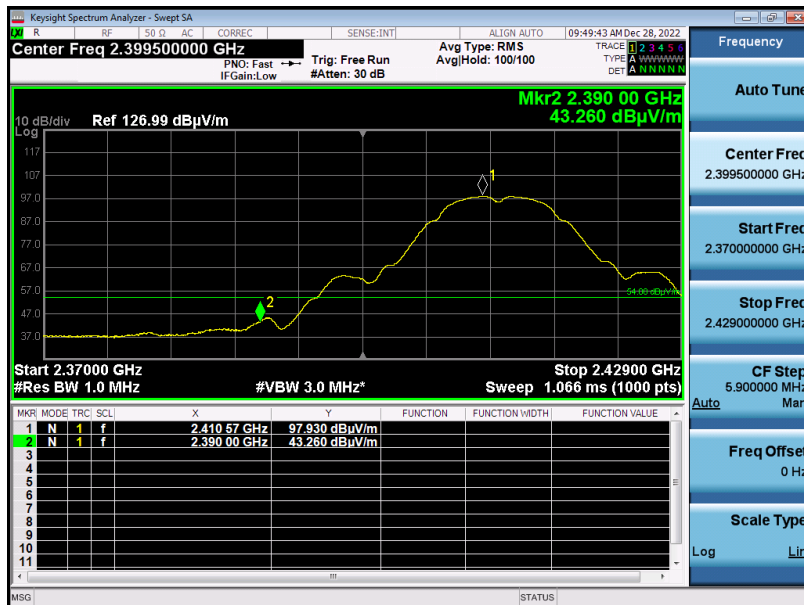 Keysight Spectrum Analyzer - Swept SA
LXI R RF 50 Ω AC CORREC SENSE:INT ALIGN AUTO 09:49:43 AM Dec 28, 2022
Center Freq 2.399500000 GHz
Avg Type: RMS
TRACE 1 2 3 4 5 6
PNO: Fast
Trig: Free Run
Avg|Hold: 100/100
TYPE A W W W W W
IFGain:Low
#Atten: 30 dB
DET A N N N N N
Mkr2 2.390 00 GHz
43.260 dBµV/m
10 dB/div Ref 126.99 dBµV/m
Log
117
107
97.0
87.0
77.0
67.0
57.0
47.0
37.0
1
2
54.00 dBµV/m
Start 2.37000 GHz Stop 2.42900 GHz
#Res BW 1.0 MHz #VBW 3.0 MHz* Sweep 1.066 ms (1000 pts)
MKR MODE TRC SCL X Y FUNCTION FUNCTION WIDTH FUNCTION VALUE
1 N 1 f 2.410 57 GHz 97.930 dBµV/m
2 N 1 f 2.390 00 GHz 43.260 dBµV/m
3
4
5
6
7
8
9
10
11
MSG STATUS
Frequency
Auto Tune
Center Freq
2.399500000 GHz
Start Freq
2.370000000 GHz
Stop Freq
2.429000000 GHz
CF Step
5.900000 MHz
Auto Man
Freq Offset
0 Hz
Scale Type
Log Lin